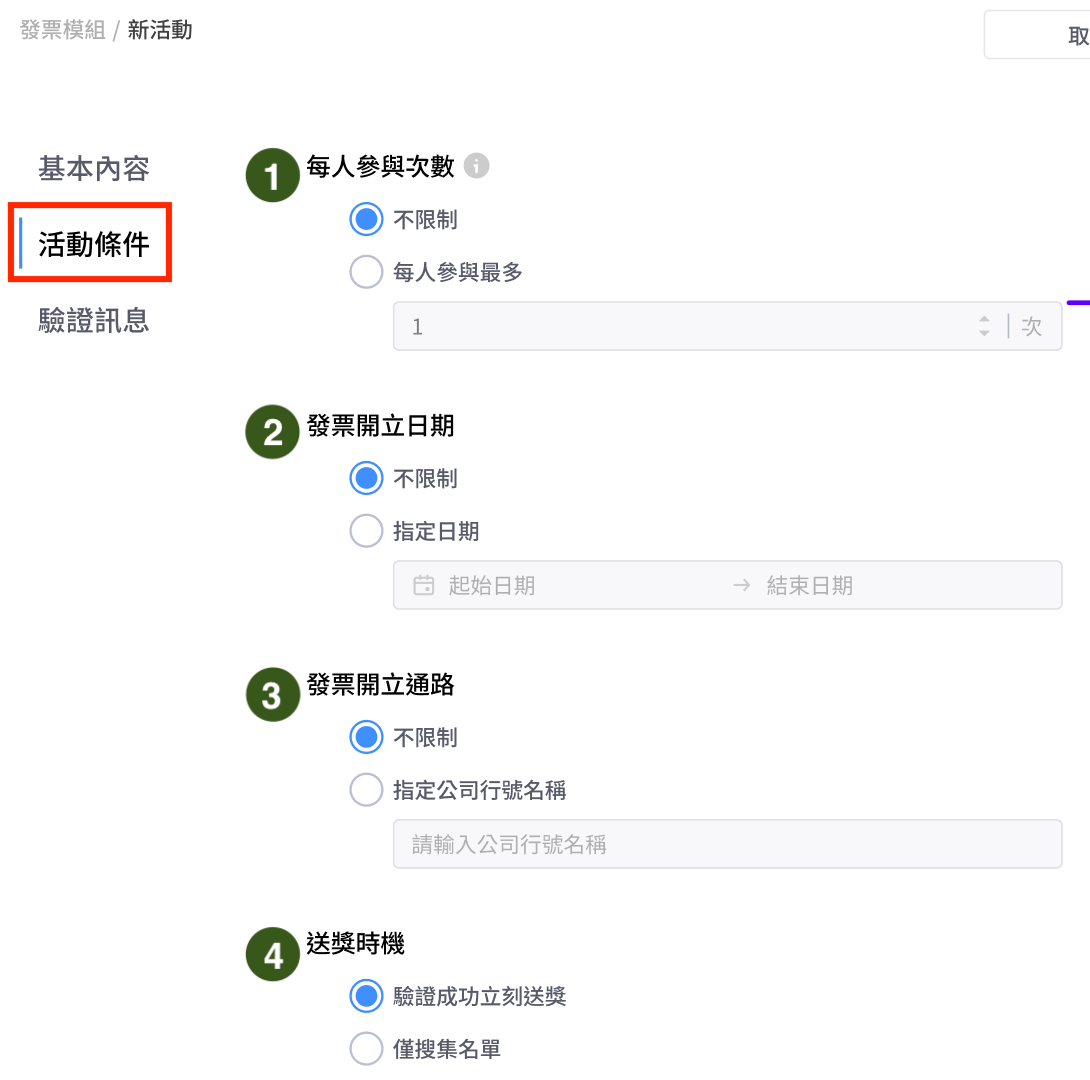 發票模組 / 新活動
取
基本內容
活動條件
驗證訊息
1 每人參與次數
不限制
每人參與最多
1 次
2 發票開立日期
不限制
指定日期
起始日期 → 結束日期
3 發票開立通路
不限制
指定公司行號名稱
請輸入公司行號名稱
4 送獎時機
驗證成功立刻送獎
僅搜集名單